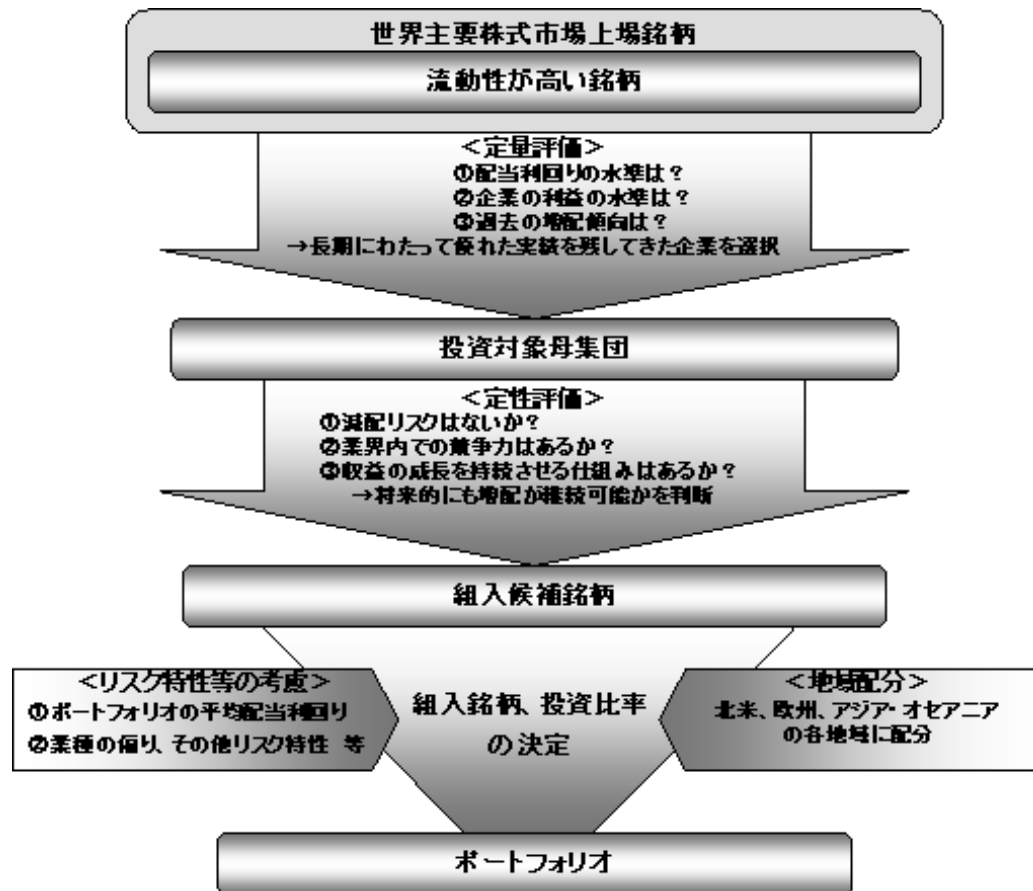 世界主要株式市場上場銘柄
流動性が高い銘柄
＜定量評価＞
①配当利回りの水準は？
②企業の利益の水準は？
③過去の増配傾向は？
→長期にわたって優れた実績を残してきた企業を選択
投資対象母集団
＜定性評価＞
①減配リスクはないか？
②業界内での競争力はあるか？
③収益の成長を持続させる仕組みはあるか？
→将来的にも増配が継続可能かを判断
組入候補銘柄
＜リスク特性等の考慮＞
①ポートフォリオの平均配当利回り
②業種の偏り、その他リスク特性 等
組入銘柄、投資比率
の決定
＜地域配分＞
北米、欧州、アジア・オセアニア
の各地域に配分
ポートフォリオ